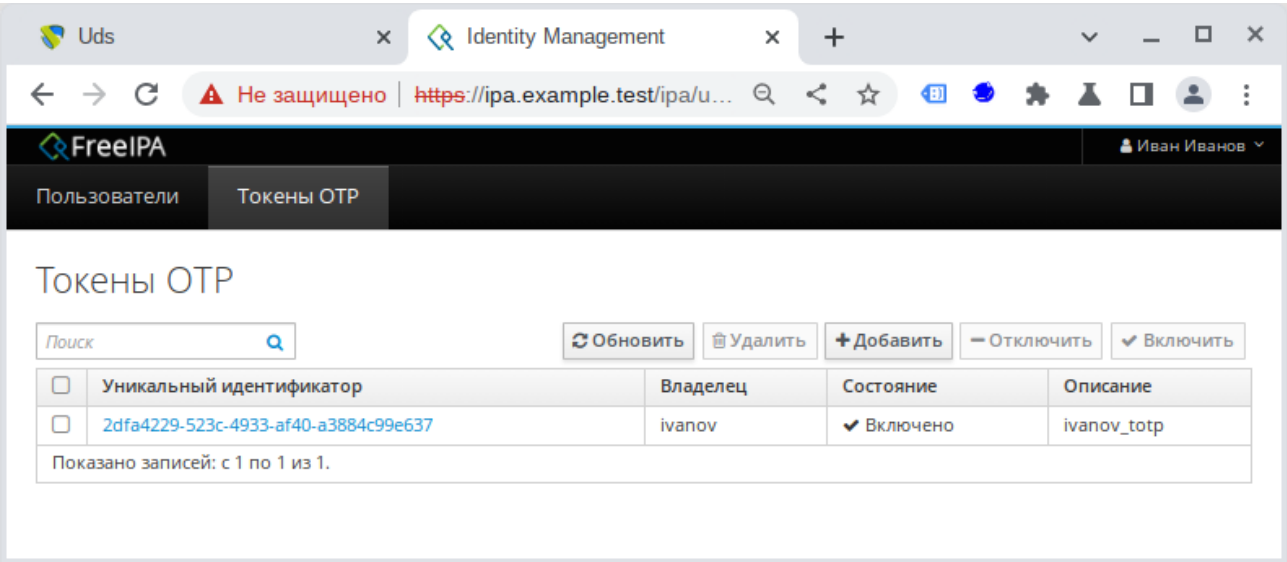 Uds
Identity Management
Не защищено https://ipa.example.test/ipa/u...
FreeIPA
Иван Иванов
Пользователи Токены OTP
Токены OTP
Поиск Обновить Удалить Добавить Отключить Включить
Уникальный идентификатор Владелец Состояние Описание
2dfa4229-523c-4933-af40-a3884c99e637 ivanov Включено ivanov_totp
Показано записей: с 1 по 1 из 1.